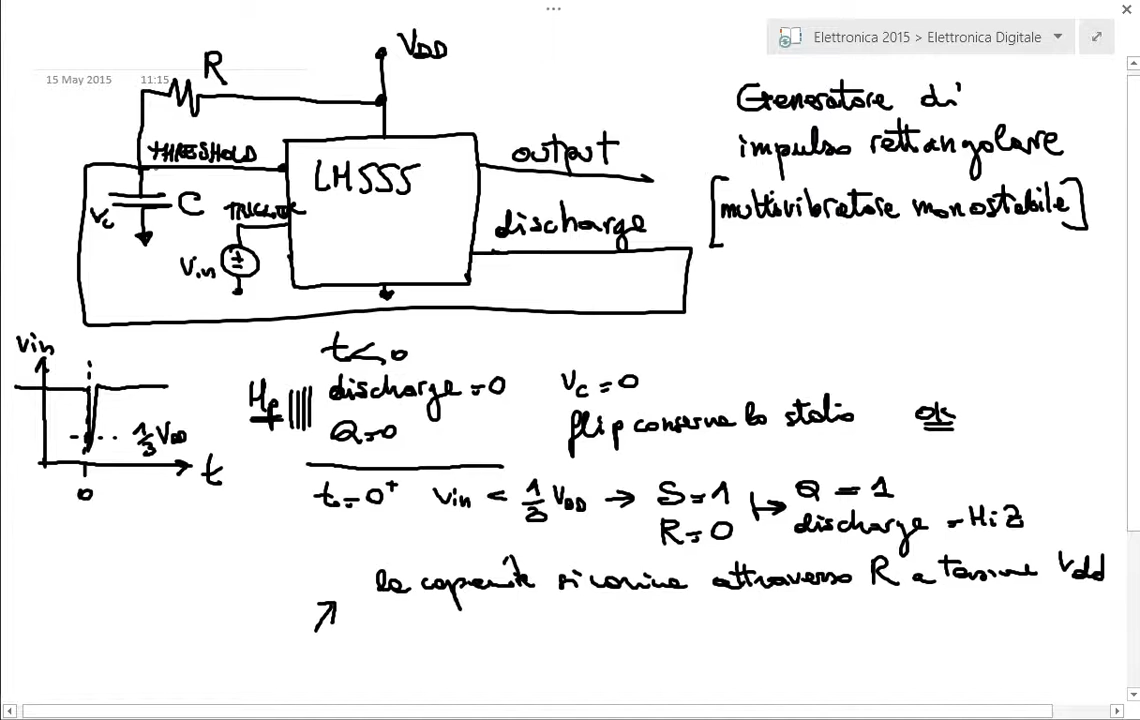 Elettronica 2015 > Elettronica Digitale
15 May 2015 11:15
R
VDD
Generatore di
impulso rettangolare
[multivibratore monostabile]
THRESHOLD
LM555
output
discharge
Vc
C
TRIGGER
Vin
±
Vin
1/3 VDD
t
0
t<0
Hp discharge=0
Q=0
Vc=0
flip conserva lo stato ok
t=0+ Vin < 1/3 VDD → S=1
R=0
Q = 1
discharge = HiZ
la capacità si carica attraverso R a tensione Vdd